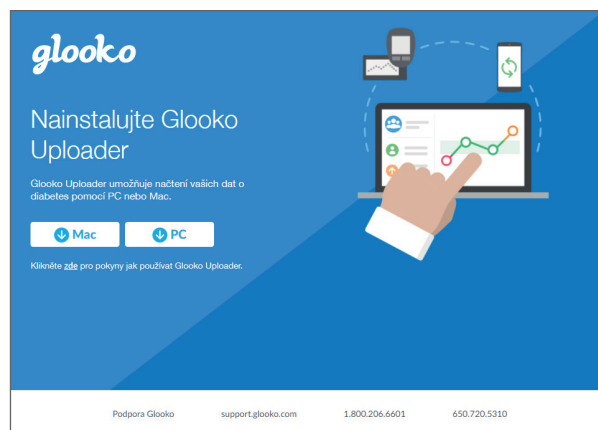 glooko
Nainstalujte Glooko
Uploader
Glooko Uploader umožňuje načtení vašich dat o
diabetes pomocí PC nebo Mac.
Mac PC
Klikněte zde pro pokyny jak používat Glooko Uploader.
Podpora Glooko support.glooko.com 1.800.206.6601 650.720.5310